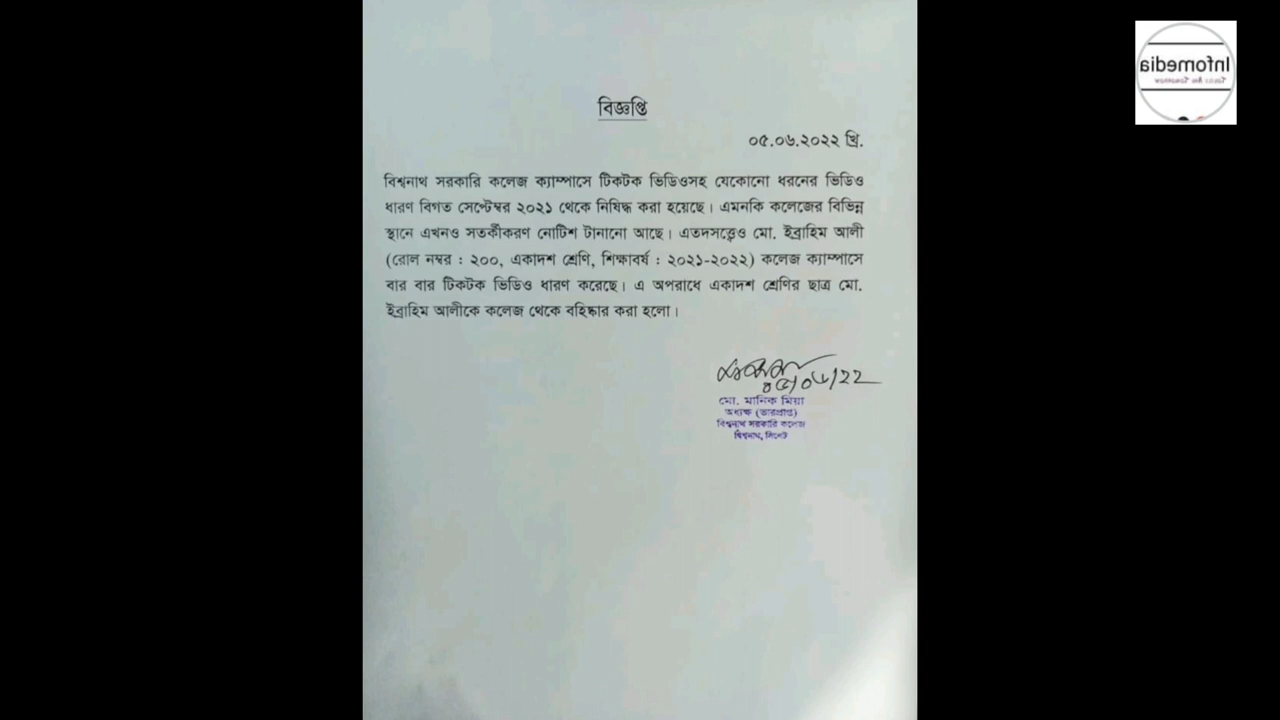 Infomedia
বিজ্ঞপ্তি
০৫.০৬.২০২২ খ্রি.
বিশ্বনাথ সরকারি কলেজ ক্যাম্পাসে টিকটক ভিডিওসহ যেকোনো ধরনের ভিডিও
ধারণ বিগত সেপ্টেম্বর ২০২১ থেকে নিষিদ্ধ করা হয়েছে। এমনকি কলেজের বিভিন্ন
স্থানে এখনও সতর্কীকরণ নোটিশ টানানো আছে। এতদসত্ত্বেও মো. ইব্রাহিম আলী
(রোল নম্বর : ২০০, একাদশ শ্রেণি, শিক্ষাবর্ষ : ২০২১-২০২২) কলেজ ক্যাম্পাসে
বার বার টিকটক ভিডিও ধারণ করেছে। এ অপরাধে একাদশ শ্রেণির ছাত্র মো.
ইব্রাহিম আলীকে কলেজ থেকে বহিষ্কার করা হলো।
০৫/০৬/২২
মো. মানিক মিয়া
অধ্যক্ষ (ভারপ্রাপ্ত)
বিশ্বনাথ সরকারি কলেজ
বিশ্বনাথ, সিলেট